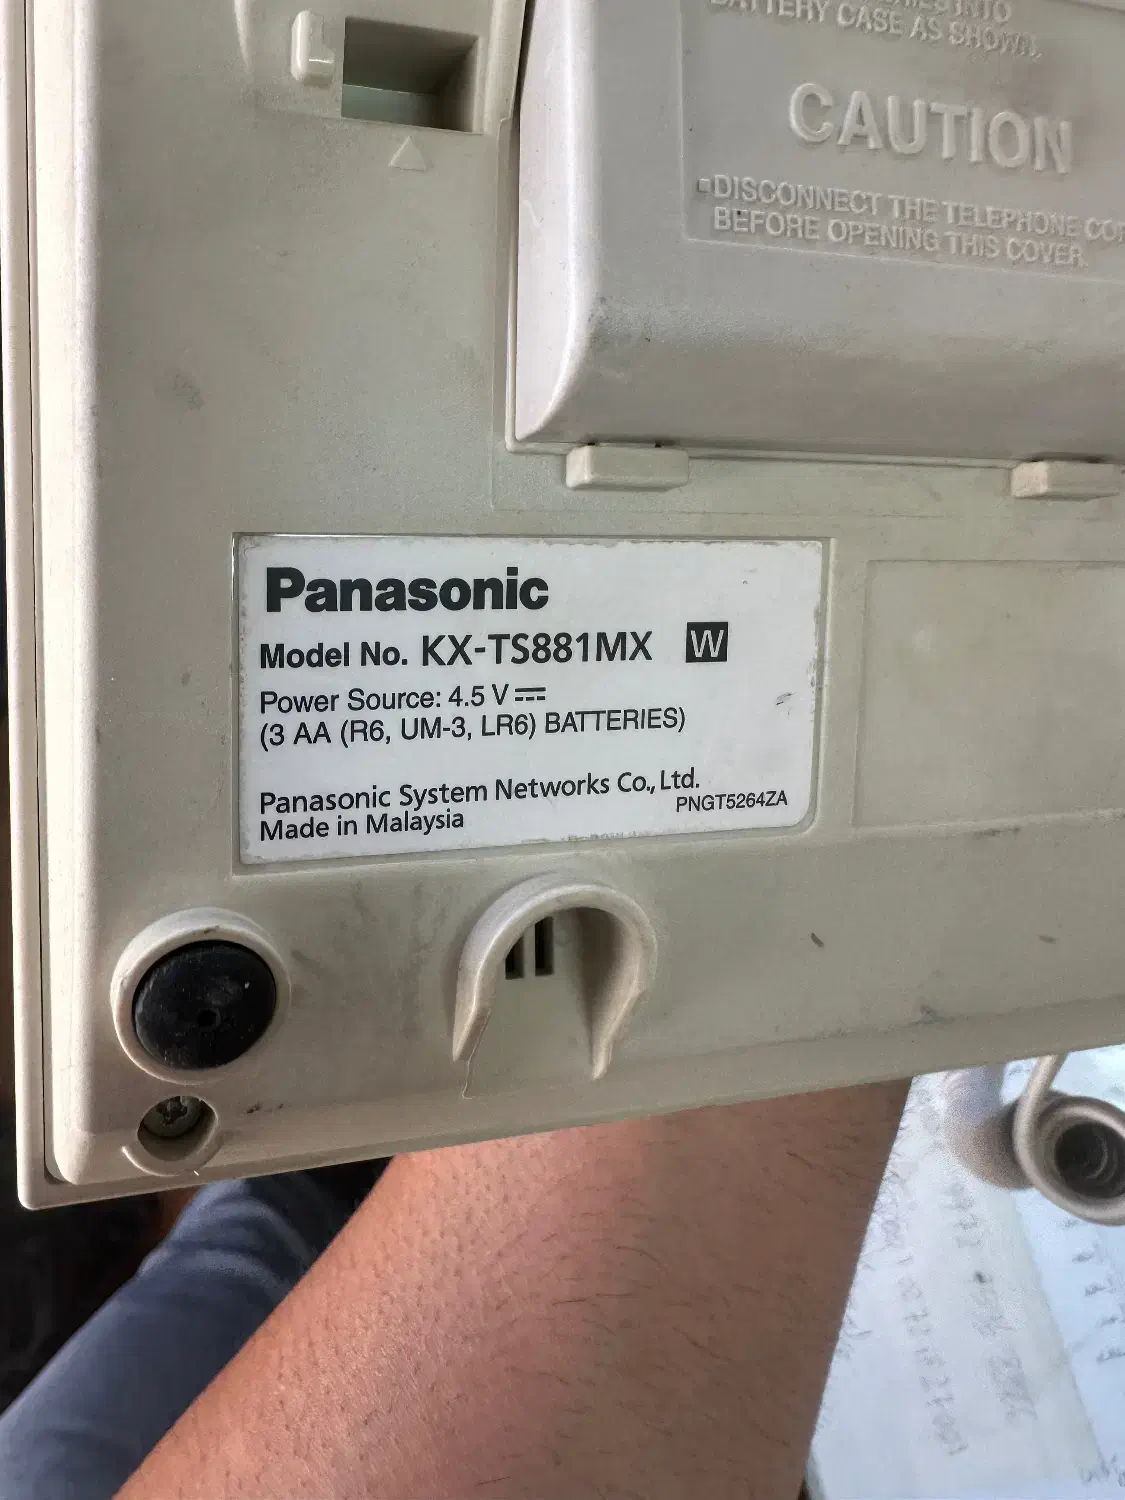 BATTERY CASE AS SHOWN.
CAUTION
DISCONNECT THE TELEPHONE
BEFORE OPENING THIS COVER.
Panasonic
Model No. KX-TS881MX W
Power Source: 4.5 V
(3 AA (R6, UM-3, LR6) BATTERIES)
Panasonic System Networks Co., Ltd.
PNGT5264ZA
Made in Malaysia